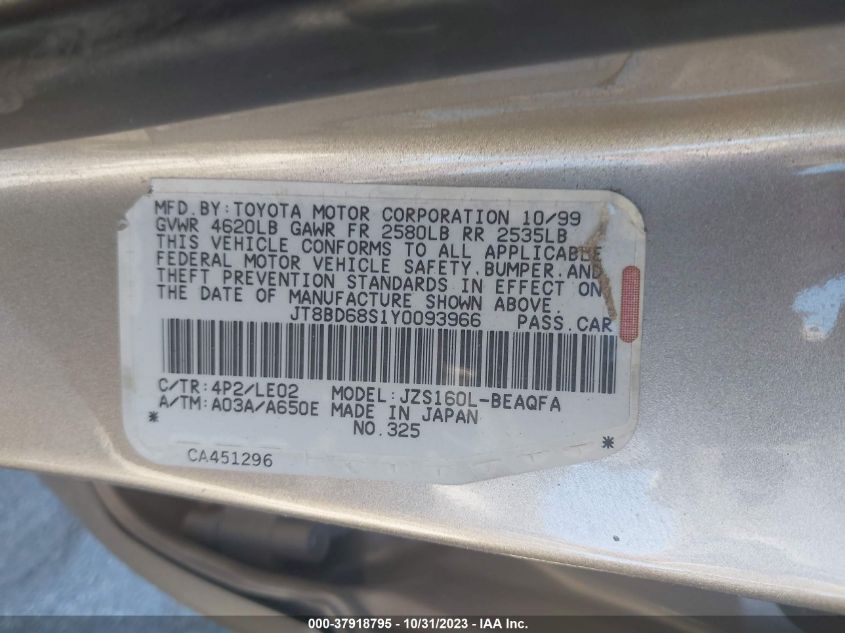 MFD. BY: TOYOTA MOTOR CORPORATION 10/99
GVWR 4620LB GAWR FR 2580LB RR 2535LB
THIS VEHICLE CONFORMS TO ALL APPLICABLE
FEDERAL MOTOR VEHICLE SAFETY, BUMPER, AND
THEFT PREVENTION STANDARDS IN EFFECT ON
THE DATE OF MANUFACTURE SHOWN ABOVE.
JT8BD68S1Y0093966 PASS. CAR
C/TR: 4P2/LE02 MODEL: JZS160L-BEAQFA
A/TM: A03A/A650E MADE IN JAPAN
* NO. 325 *
CA451296
000-37918795 - 10/31/2023 - IAA Inc.